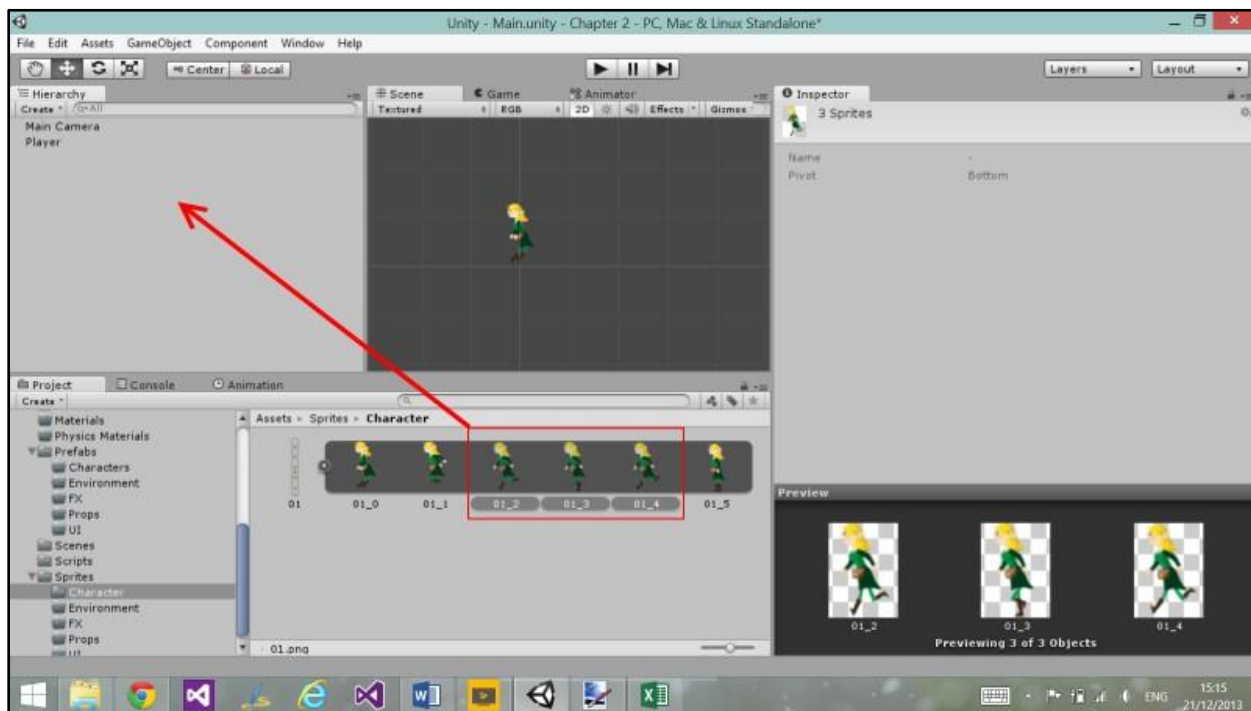 Unity - Main.unity - Chapter 2 - PC, Mac & Linux Standalone*
File Edit Assets GameObject Component Window Help
Center Local
Layers Layout
Hierarchy
Create All
Main Camera
Player
Scene Game Animator
Textured RGB 2D Effects Gizmos
Inspector
3 Sprites
Name -
Pivot Bottom
Project Console Animation
Create
Materials
Physics Materials
Prefabs
Characters
Environment
FX
Props
UI
Scenes
Scripts
Sprites
Character
Environment
FX
Props
UI
Assets Sprites Character
01 01_0 01_1 01_2 01_3 01_4 01_5
01.png
Preview
01_2 01_3 01_4
Previewing 3 of 3 Objects
ENG 15:15
21/12/2013